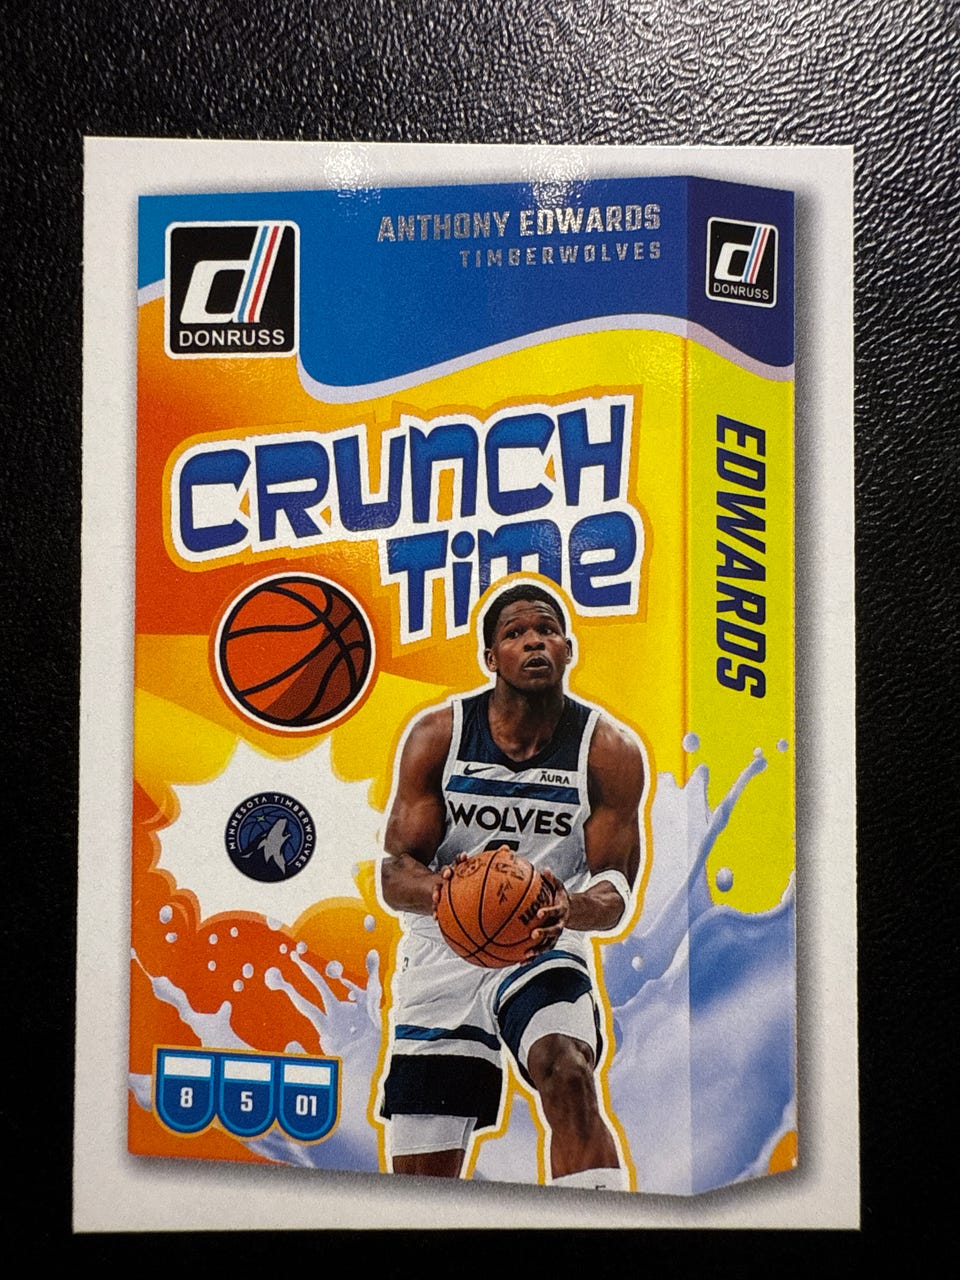 ANTHONY EDWARDS
TIMBERWOLVES
DONRUSS
DONRUSS
CRUNCH
TIME
EDWARDS
MINNESOTA TIMBERWOLVES
AURA
WOLVES
8 5 01